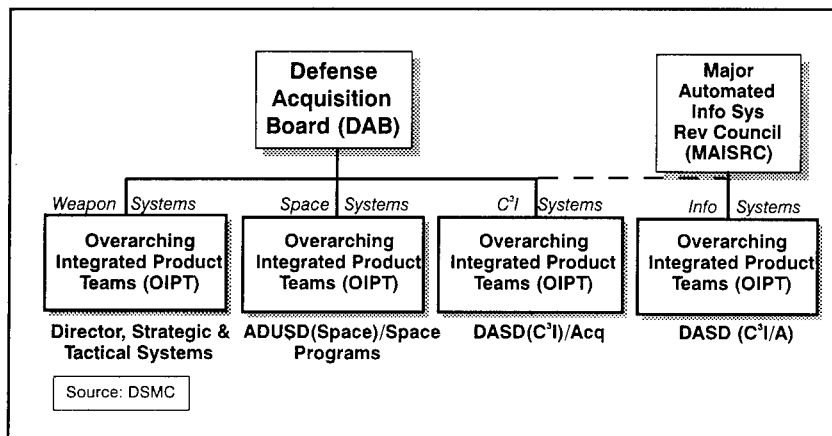 Defense
Acquisition
Board (DAB)
Major
Automated
Info Sys
Rev Council
(MAISRC)
Weapon Systems
Overarching
Integrated Product
Teams (OIPT)
Director, Strategic &
Tactical Systems
Space Systems
Overarching
Integrated Product
Teams (OIPT)
ADUSD(Space)/Space
Programs
C³I Systems
Overarching
Integrated Product
Teams (OIPT)
DASD(C³I)/Acq
Info Systems
Overarching
Integrated Product
Teams (OIPT)
DASD (C³I/A)
Source: DSMC